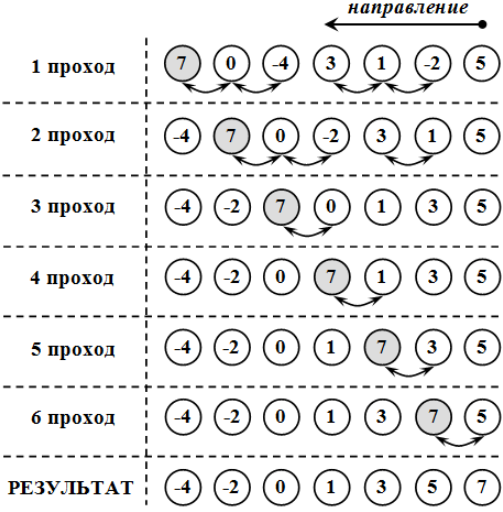 направление
1 проход 7 0 -4 3 1 -2 5
2 проход -4 7 0 -2 3 1 5
3 проход -4 -2 7 0 1 3 5
4 проход -4 -2 0 7 1 3 5
5 проход -4 -2 0 1 7 3 5
6 проход -4 -2 0 1 3 7 5
РЕЗУЛЬТАТ -4 -2 0 1 3 5 7